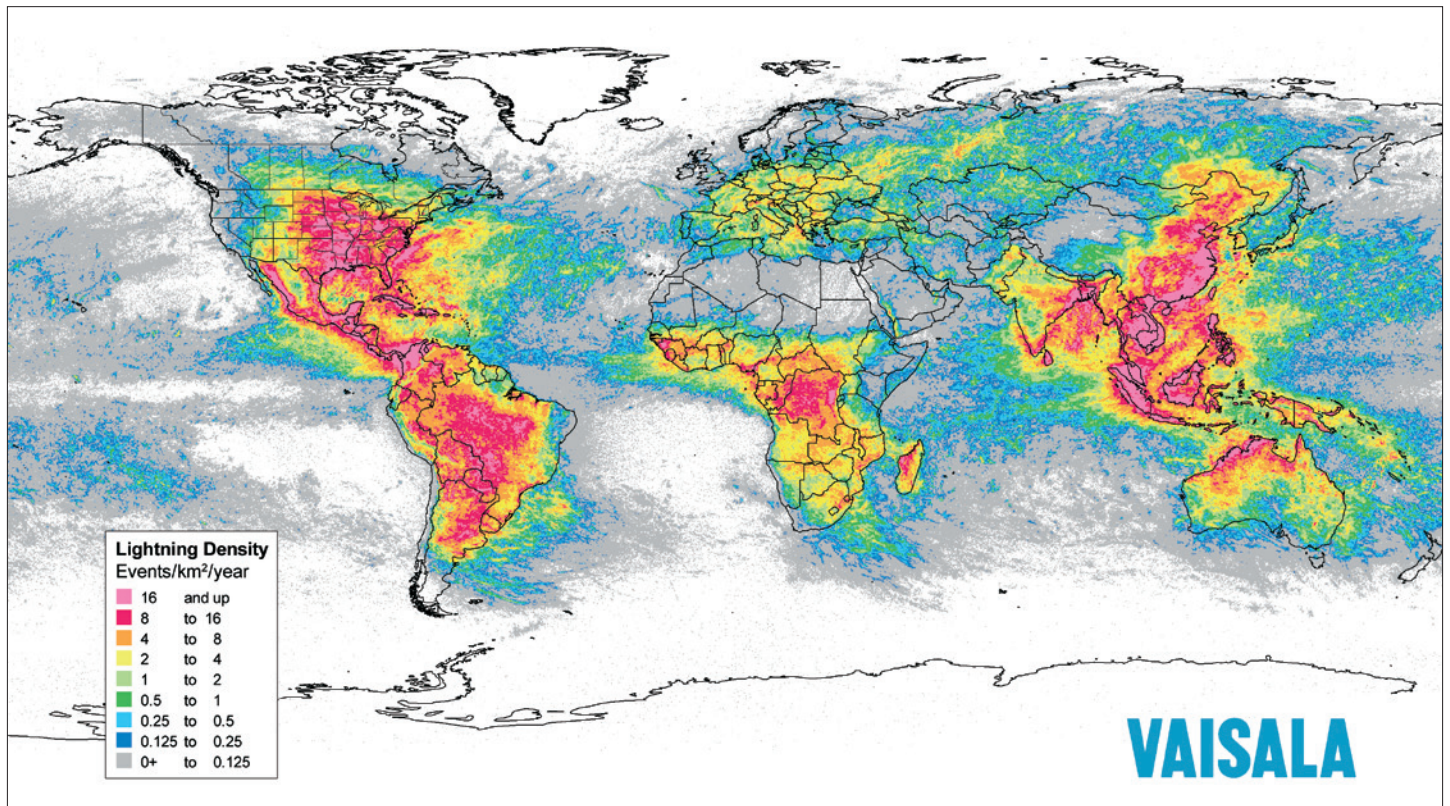 Lightning Density
Events/km²/year
16 and up
8 to 16
4 to 8
2 to 4
1 to 2
0.5 to 1
0.25 to 0.5
0.125 to 0.25
0+ to 0.125
VAISALA